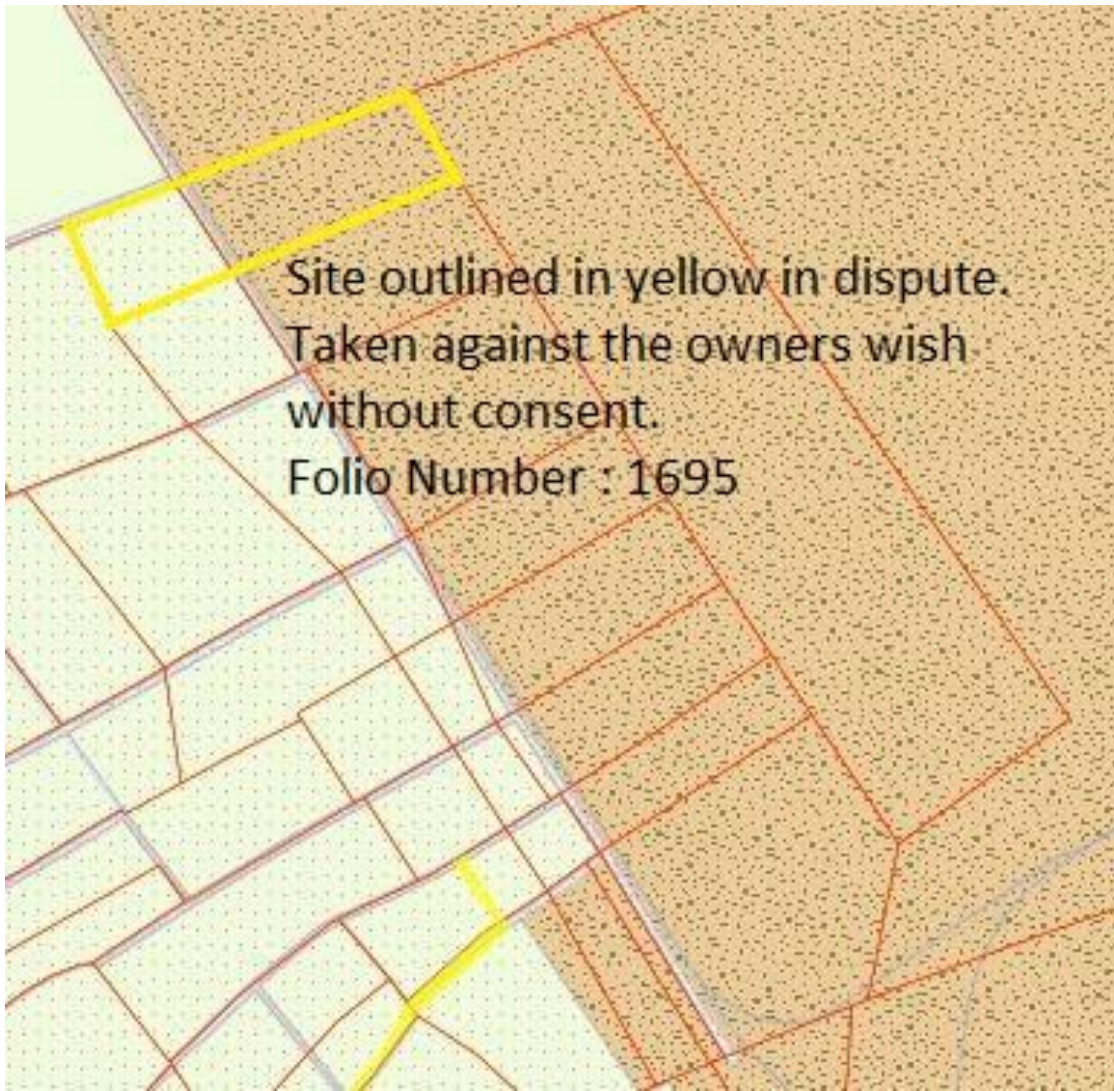 Site outlined in yellow in dispute.
Taken against the owners wish
without consent.
Folio Number : 1695